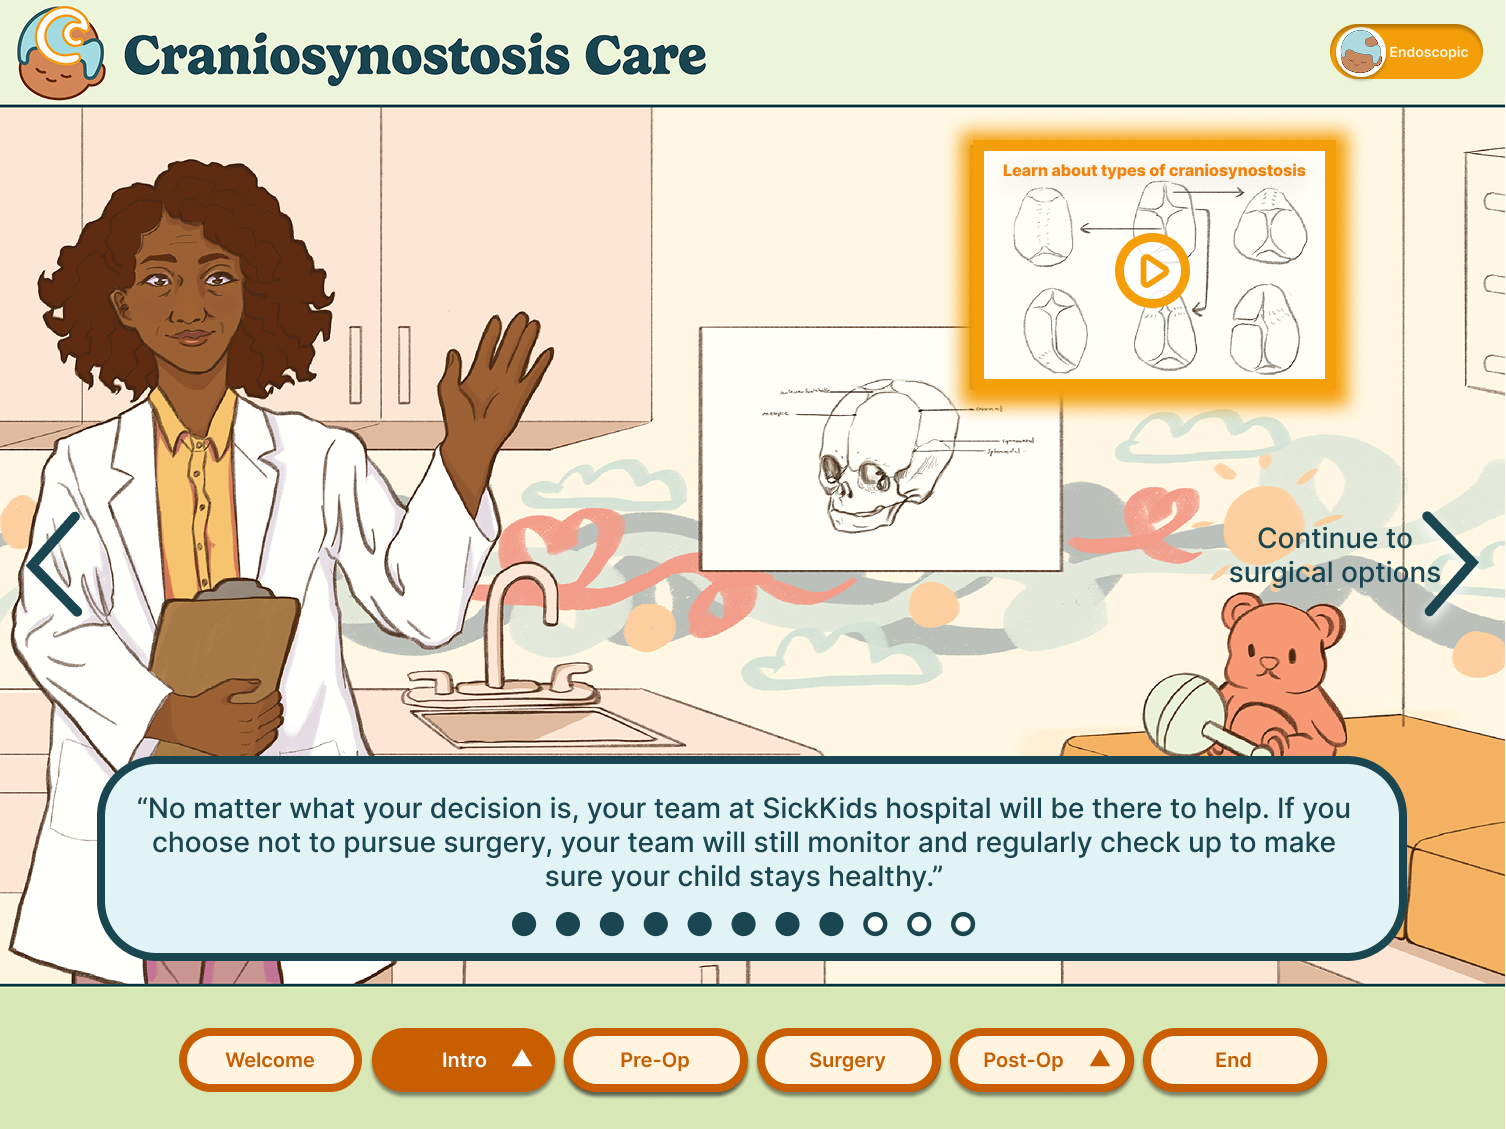 Craniosynostosis Care
Endoscopic
Learn about types of craniosynostosis
Continue to
surgical options
“No matter what your decision is, your team at SickKids hospital will be there to help. If you
choose not to pursue surgery, your team will still monitor and regularly check up to make
sure your child stays healthy.”
Welcome
Intro
Pre-Op
Surgery
Post-Op
End